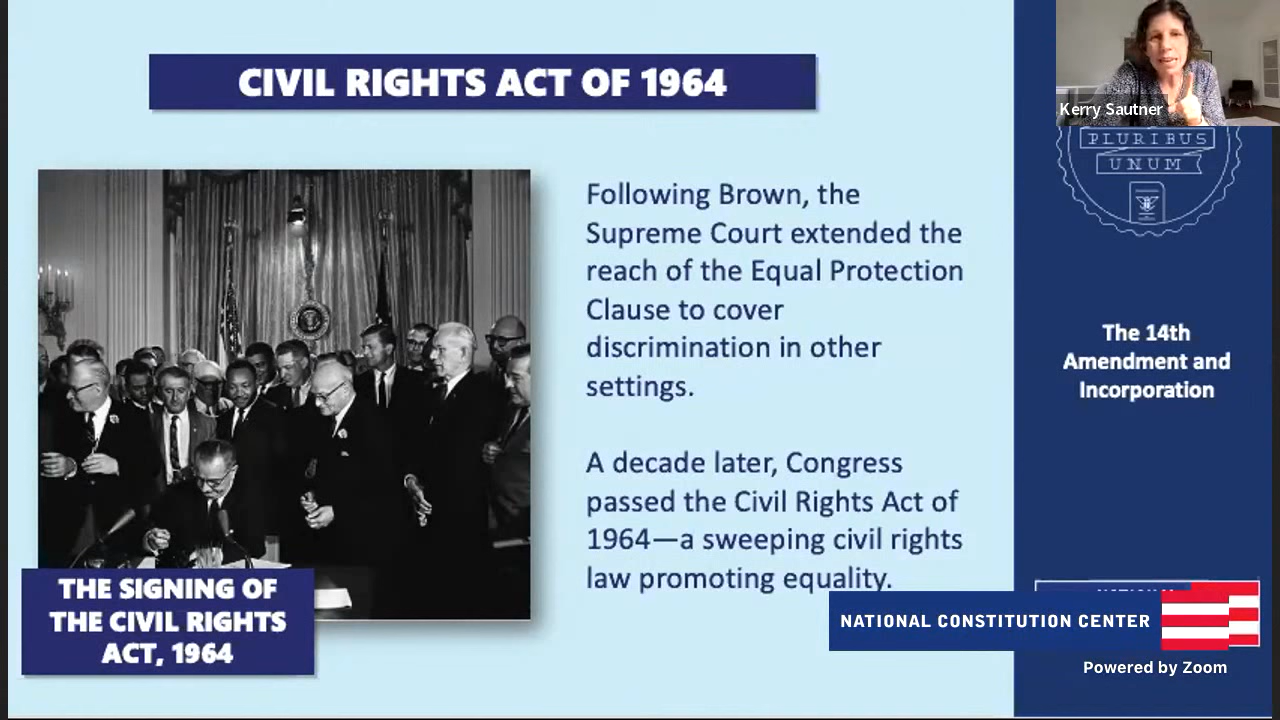 CIVIL RIGHTS ACT OF 1964
Following Brown, the
Supreme Court extended the
reach of the Equal Protection
Clause to cover
discrimination in other
settings.
A decade later, Congress
passed the Civil Rights Act of
1964—a sweeping civil rights
law promoting equality.
THE SIGNING OF
THE CIVIL RIGHTS
ACT, 1964
Kerry Sautner
PLURIBUS
UNUM
The 14th
Amendment and
Incorporation
NATIONAL CONSTITUTION CENTER
Powered by Zoom